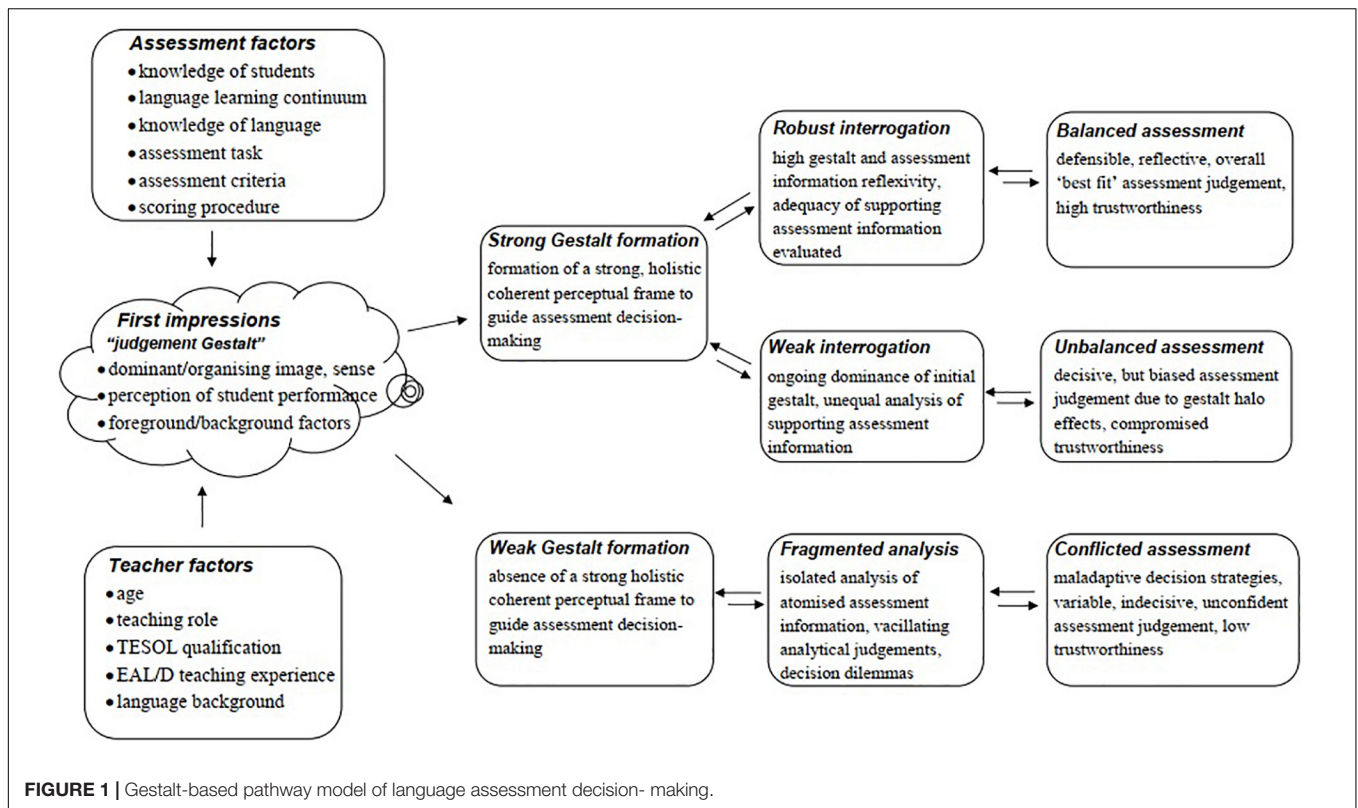 Assessment factors
• knowledge of students
• language learning continuum
• knowledge of language
• assessment task
• assessment criteria
• scoring procedure
First impressions
“judgement Gestalt”
• dominant/organising image, sense
• perception of student performance
• foreground/background factors
Teacher factors
• age
• teaching role
• TESOL qualification
• EAL/D teaching experience
• language background
Strong Gestalt formation
formation of a strong, holistic
coherent perceptual frame to
guide assessment decision-
making
Robust interrogation
high gestalt and assessment
information reflexivity,
adequacy of supporting
assessment information
evaluated
Balanced assessment
defensible, reflective, overall
‘best fit’ assessment judgement,
high trustworthiness
Weak interrogation
ongoing dominance of initial
gestalt, unequal analysis of
supporting assessment
information
Unbalanced assessment
decisive, but biased assessment
judgement due to gestalt halo
effects, compromised
trustworthiness
Weak Gestalt formation
absence of a strong holistic
coherent perceptual frame to
guide assessment decision-
making
Fragmented analysis
isolated analysis of
atomised assessment
information, vacillating
analytical judgements,
decision dilemmas
Conflicted assessment
maladaptive decision strategies,
variable, indecisive, unconfident
assessment judgement, low
trustworthiness
FIGURE 1 | Gestalt-based pathway model of language assessment decision- making.